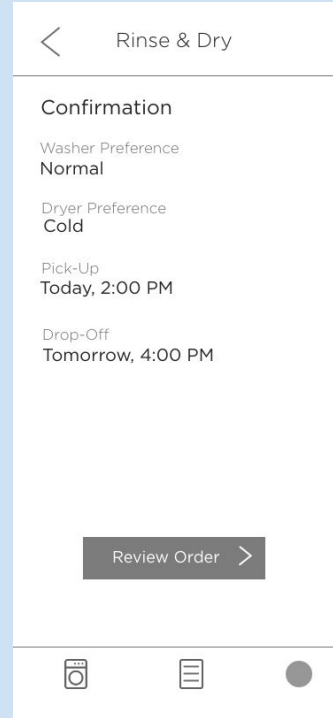 Rinse & Dry
Confirmation
Washer Preference
Normal
Dryer Preference
Cold
Pick-Up
Today, 2:00 PM
Drop-Off
Tomorrow, 4:00 PM
Review Order